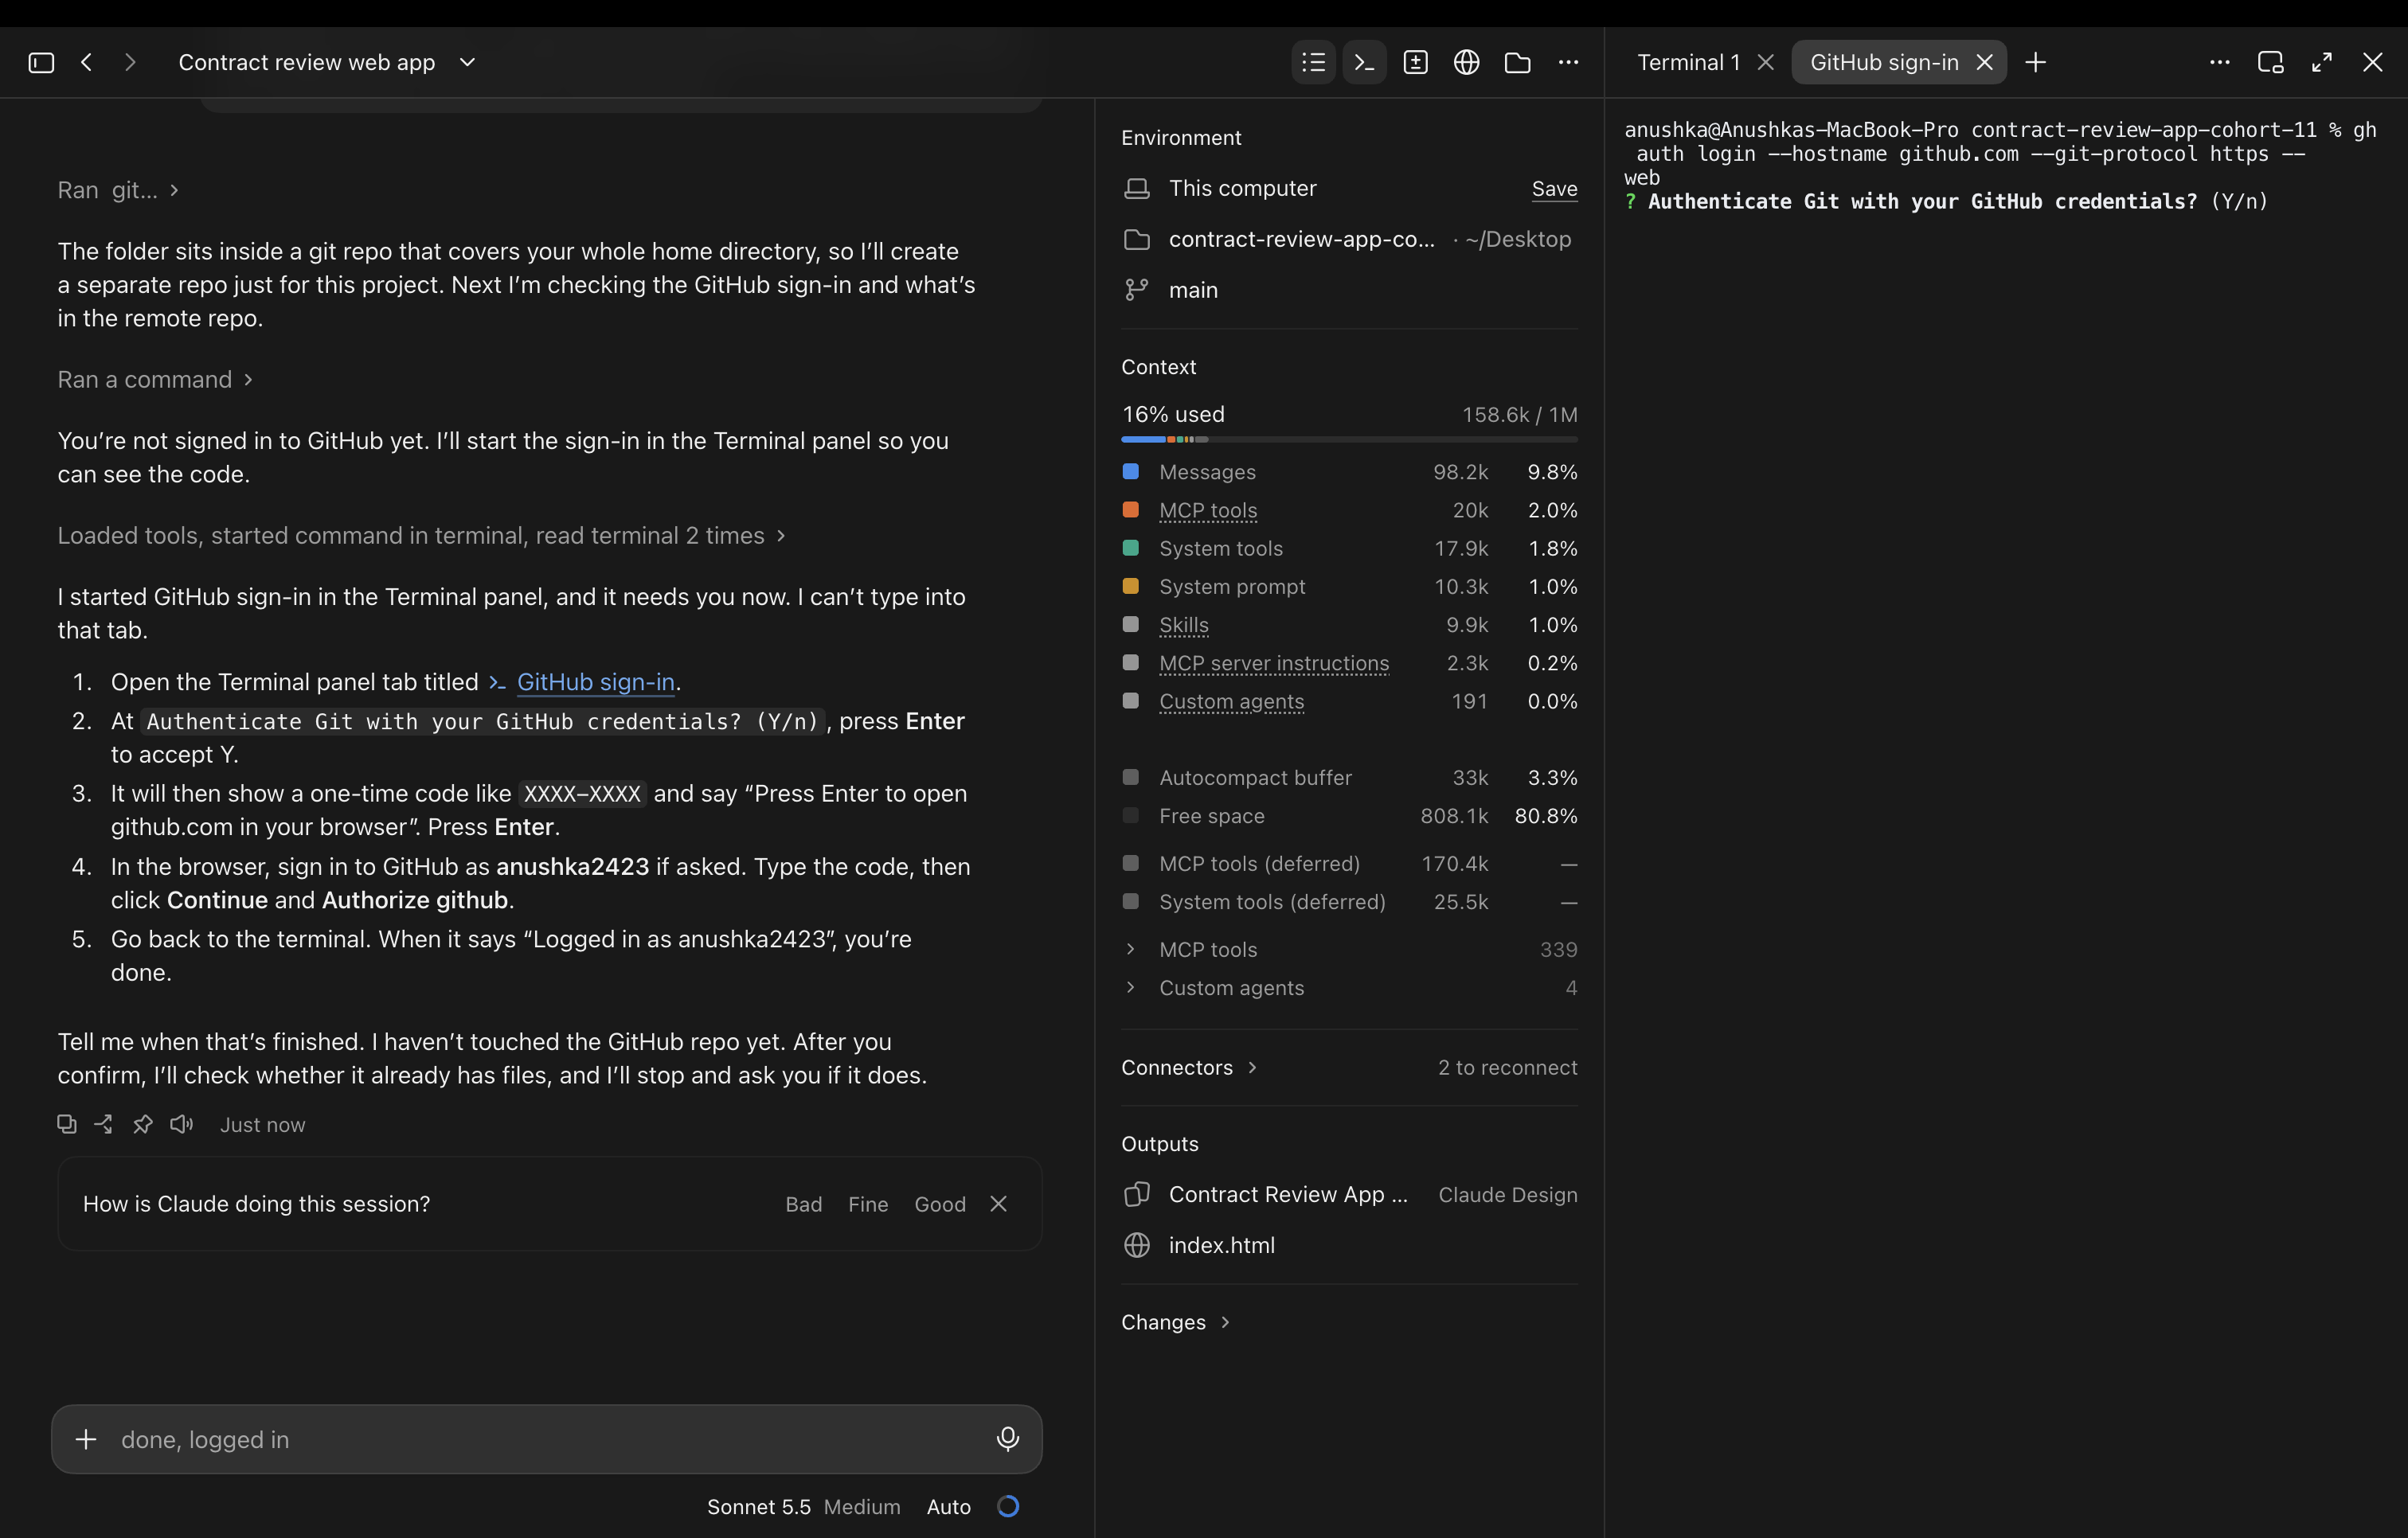 Contract review web app
Terminal 1
GitHub sign-in
Ran git...
The folder sits inside a git repo that covers your whole home directory, so I’ll create
a separate repo just for this project. Next I’m checking the GitHub sign-in and what’s
in the remote repo.
Ran a command
You’re not signed in to GitHub yet. I’ll start the sign-in in the Terminal panel so you
can see the code.
Loaded tools, started command in terminal, read terminal 2 times
I started GitHub sign-in in the Terminal panel, and it needs you now. I can’t type into
that tab.
1. Open the Terminal panel tab titled >_ GitHub sign-in.
2. At Authenticate Git with your GitHub credentials? (Y/n), press Enter
to accept Y.
3. It will then show a one-time code like XXXX-XXXX and say “Press Enter to open
github.com in your browser”. Press Enter.
4. In the browser, sign in to GitHub as anushka2423 if asked. Type the code, then
click Continue and Authorize github.
5. Go back to the terminal. When it says “Logged in as anushka2423”, you’re
done.
Tell me when that’s finished. I haven’t touched the GitHub repo yet. After you
confirm, I’ll check whether it already has files, and I’ll stop and ask you if it does.
Just now
How is Claude doing this session? Bad Fine Good
done, logged in
Sonnet 5.5 Medium Auto
Environment
This computer Save
contract-review-app-co... · ~/Desktop
main
Context
16% used 158.6k / 1M
Messages 98.2k 9.8%
MCP tools 20k 2.0%
System tools 17.9k 1.8%
System prompt 10.3k 1.0%
Skills 9.9k 1.0%
MCP server instructions 2.3k 0.2%
Custom agents 191 0.0%
Autocompact buffer 33k 3.3%
Free space 808.1k 80.8%
MCP tools (deferred) 170.4k —
System tools (deferred) 25.5k —
MCP tools 339
Custom agents 4
Connectors 2 to reconnect
Outputs
Contract Review App ... Claude Design
index.html
Changes
anushka@Anushkas-MacBook-Pro contract-review-app-cohort-11 % gh
auth login --hostname github.com --git-protocol https --
web
? Authenticate Git with your GitHub credentials? (Y/n)